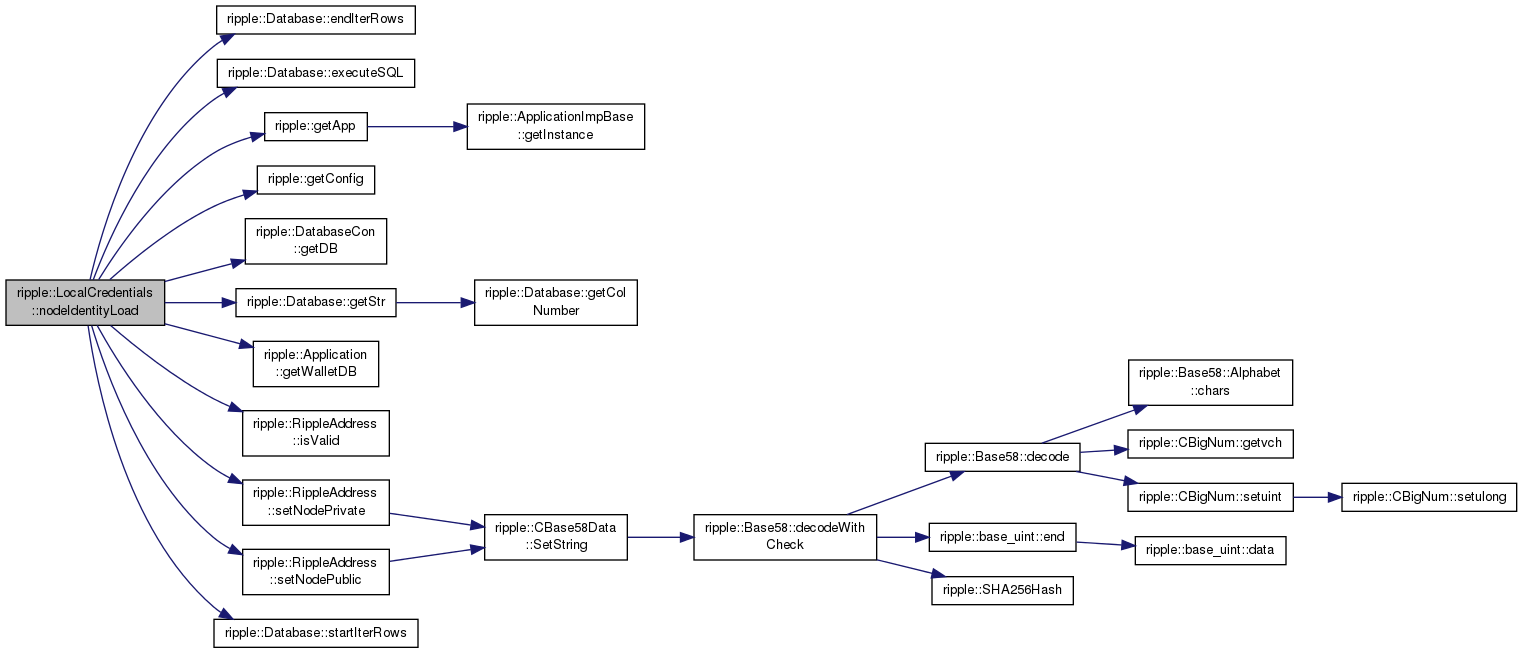 ripple::Database::endIterRows
ripple::Database::executeSQL
ripple::getApp
ripple::ApplicationImpBase
::getInstance
ripple::getConfig
ripple::DatabaseCon
::getDB
ripple::LocalCredentials
::nodeIdentityLoad
ripple::Database::getStr
ripple::Database::getCol
Number
ripple::Application
::getWalletDB
ripple::RippleAddress
::isValid
ripple::RippleAddress
::setNodePrivate
ripple::RippleAddress
::setNodePublic
ripple::Database::startIterRows
ripple::CBase58Data
::SetString
ripple::Base58::decodeWith
Check
ripple::Base58::decode
ripple::base_uint::end
ripple::SHA256Hash
ripple::Base58::Alphabet
::chars
ripple::CBigNum::getvch
ripple::CBigNum::setuint
ripple::CBigNum::setulong
ripple::base_uint::data